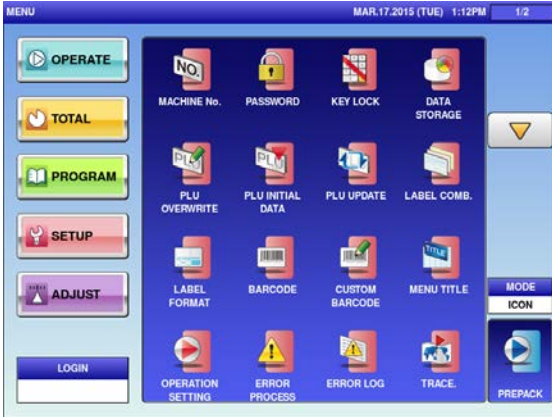 MENU
MAR.17.2015 (TUE) 1:12PM
1/2
OPERATE
TOTAL
PROGRAM
SETUP
ADJUST
LOGIN
NO.
MACHINE No.
PASSWORD
KEY LOCK
DATA
STORAGE
PLU
PLU
OVERWRITE
PLU
PLU INITIAL
DATA
PLU UPDATE
LABEL COMB.
LABEL
FORMAT
BARCODE
CUSTOM
BARCODE
TITLE
MENU TITLE
OPERATION
SETTING
ERROR
PROCESS
ERROR LOG
TRACE.
MODE
ICON
PREPACK